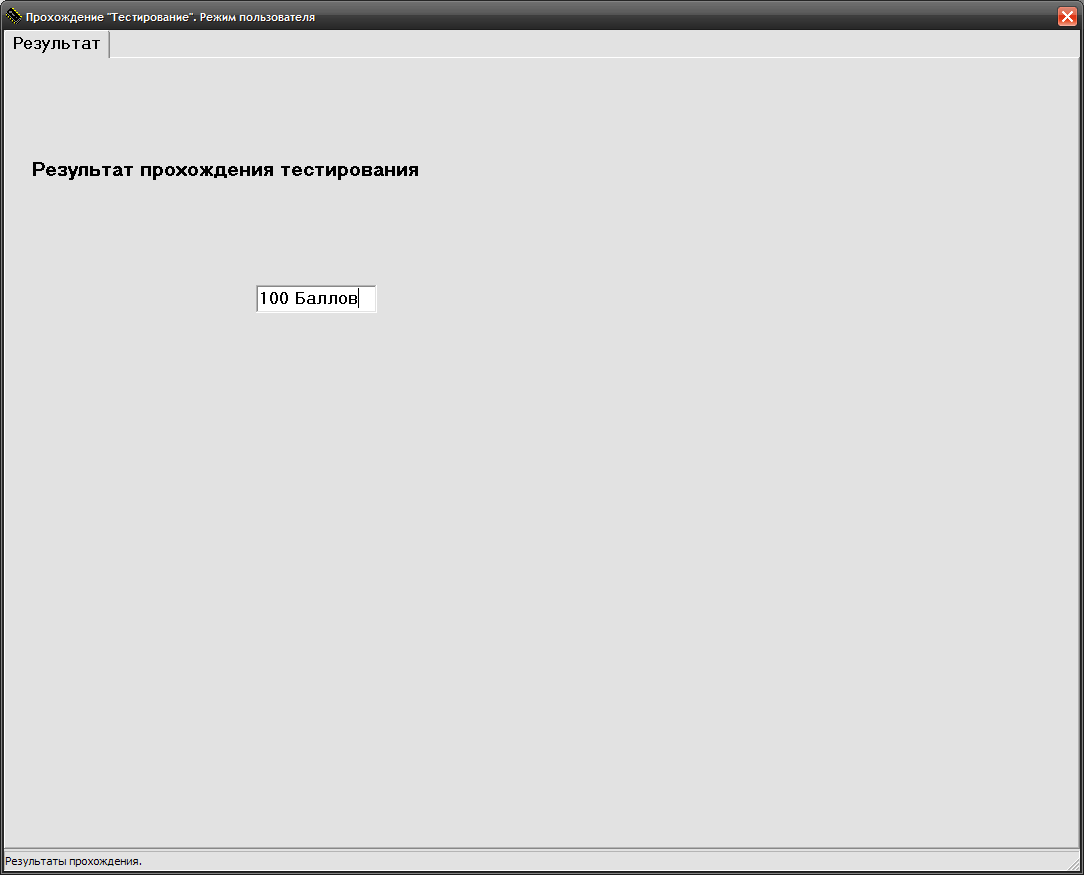 Прохождение "Тестирование". Режим пользователя
Результат
Результат прохождения тестирования
100 Баллов
Результаты прохождения.